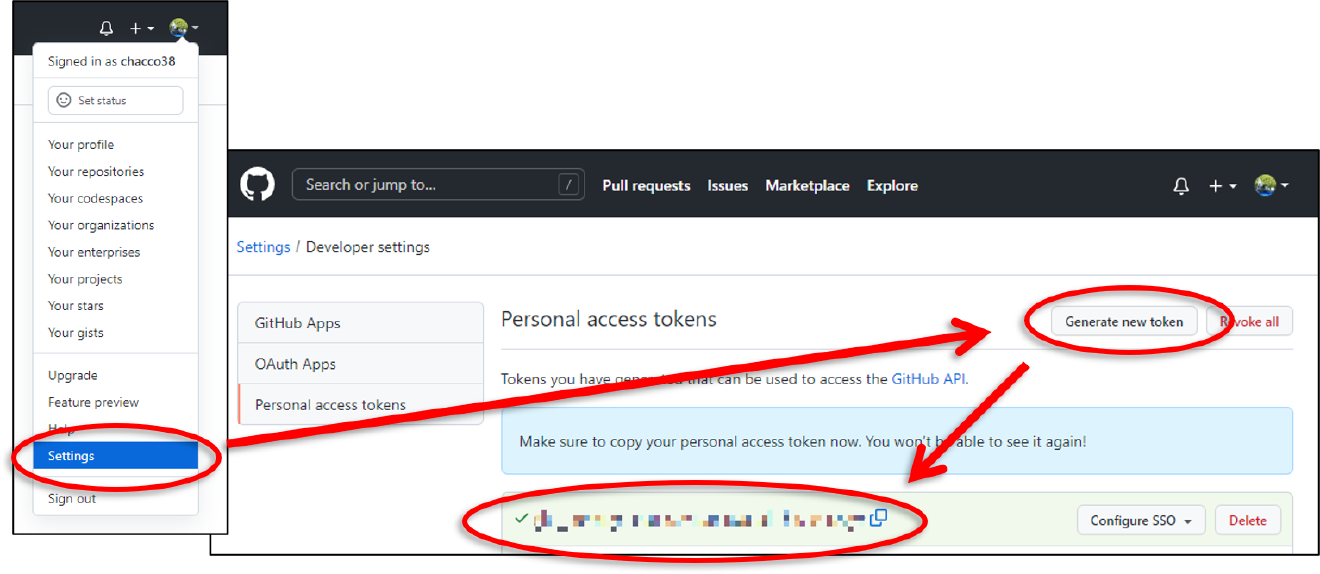 Signed in as chacco38
Set status
Your profile
Your repositories
Your codespaces
Your organizations
Your enterprises
Your projects
Your stars
Your gists
Upgrade
Feature preview
Help
Settings
Sign out
Search or jump to... /
Pull requests Issues Marketplace Explore
Settings / Developer settings
GitHub Apps
OAuth Apps
Personal access tokens
Personal access tokens
Generate new token
Revoke all
Tokens you have generated that can be used to access the GitHub API.
Make sure to copy your personal access token now. You won't be able to see it again!
Configure SSO
Delete